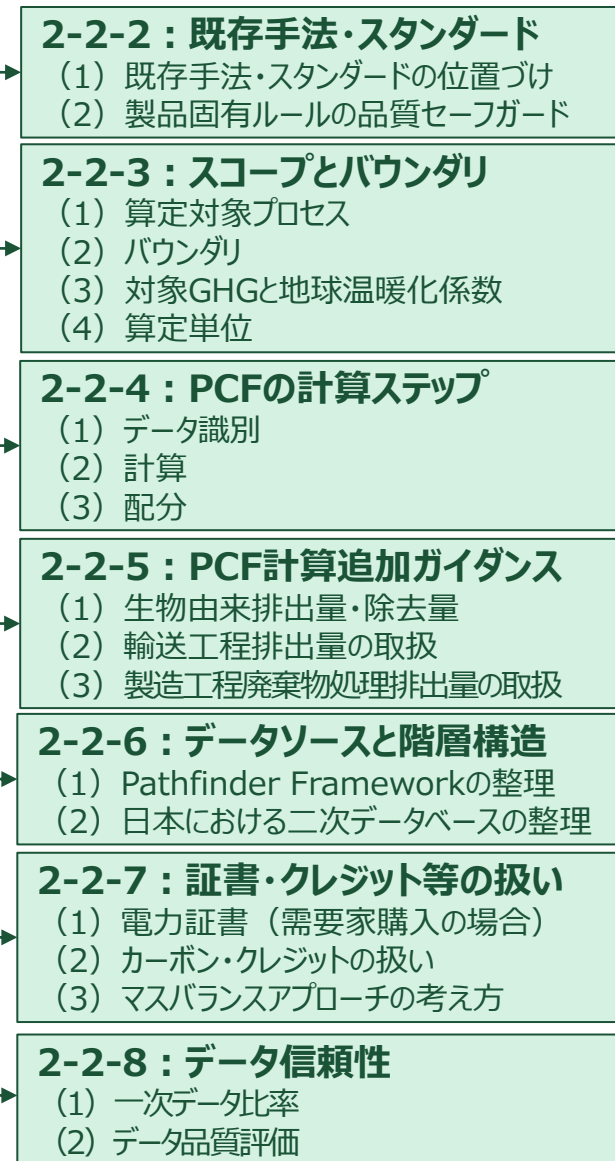 2-2-2：既存手法・スタンダード
（1）既存手法・スタンダードの位置づけ
（2）製品固有ルールの品質セーフガード
2-2-3：スコープとバウンダリ
（1）算定対象プロセス
（2）バウンダリ
（3）対象GHGと地球温暖化係数
（4）算定単位
2-2-4：PCFの計算ステップ
（1）データ識別
（2）計算
（3）配分
2-2-5：PCF計算追加ガイダンス
（1）生物由来排出量・除去量
（2）輸送工程排出量の取扱
（3）製造工程廃棄物処理排出量の取扱
2-2-6：データソースと階層構造
（1）Pathfinder Frameworkの整理
（2）日本における二次データベースの整理
2-2-7：証書・クレジット等の扱い
（1）電力証書（需要家購入の場合）
（2）カーボン・クレジットの扱い
（3）マスバランスアプローチの考え方
2-2-8：データ信頼性
（1）一次データ比率
（2）データ品質評価